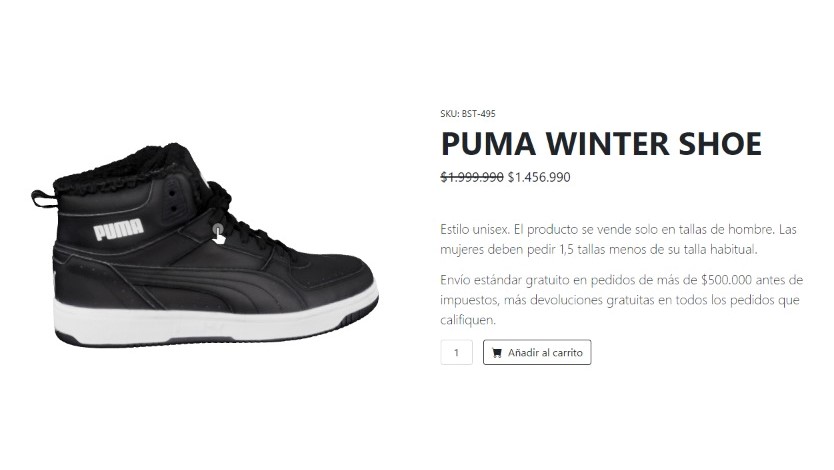 PUMA
SKU: BST-495
PUMA WINTER SHOE
$1.999.990 $1.456.990
Estilo unisex. El producto se vende solo en tallas de hombre. Las
mujeres deben pedir 1,5 tallas menos de su talla habitual.
Envío estándar gratuito en pedidos de más de $500.000 antes de
impuestos, más devoluciones gratuitas en todos los pedidos que
califiquen.
1 Añadir al carrito